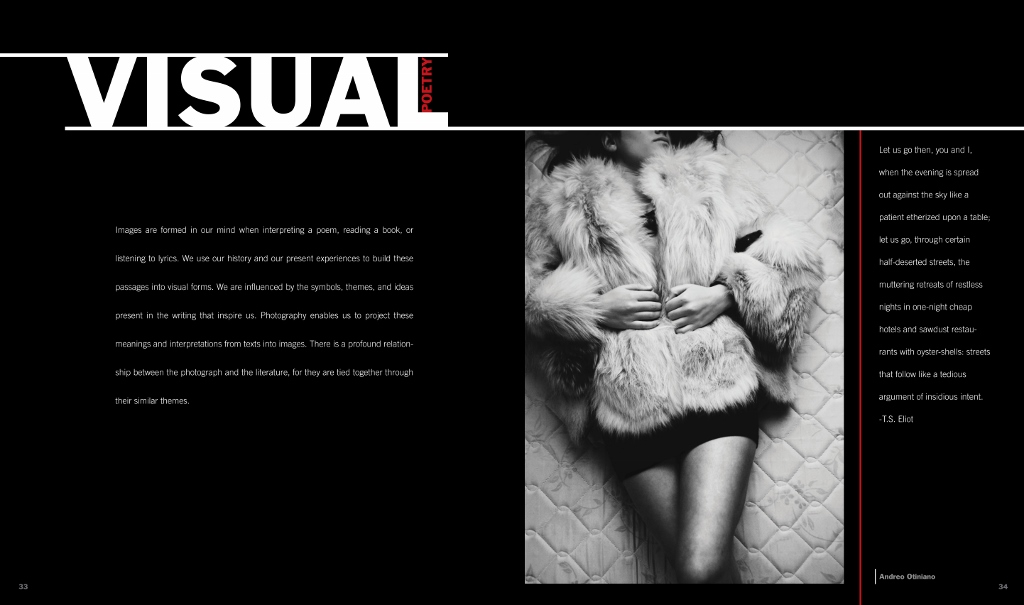 VISUAL
POETRY
Images are formed in our mind when interpreting a poem, reading a book, or
listening to lyrics. We use our history and our present experiences to build these
passages into visual forms. We are influenced by the symbols, themes, and ideas
present in the writing that inspire us. Photography enables us to project these
meanings and interpretations from texts into images. There is a profound relation-
ship between the photograph and the literature, for they are tied together through
their similar themes.
33
Let us go then, you and I,
when the evening is spread
out against the sky like a
patient etherized upon a table;
let us go, through certain
half-deserted streets, the
muttering retreats of restless
nights in one-night cheap
hotels and sawdust restau-
rants with oyster-shells: streets
that follow like a tedious
argument of insidious intent.
-T.S. Eliot
Andreo Otiniano
34